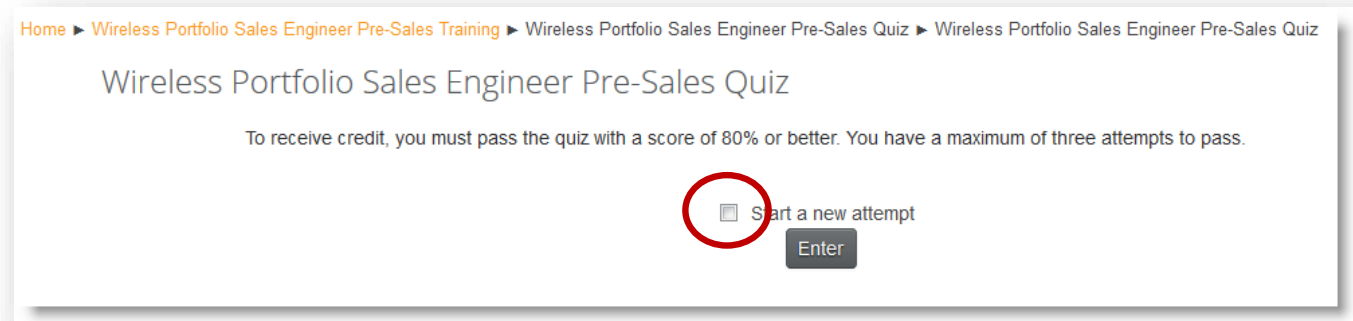 Home ► Wireless Portfolio Sales Engineer Pre-Sales Training ► Wireless Portfolio Sales Engineer Pre-Sales Quiz ► Wireless Portfolio Sales Engineer Pre-Sales Quiz
Wireless Portfolio Sales Engineer Pre-Sales Quiz
To receive credit, you must pass the quiz with a score of 80% or better. You have a maximum of three attempts to pass.
Start a new attempt
Enter